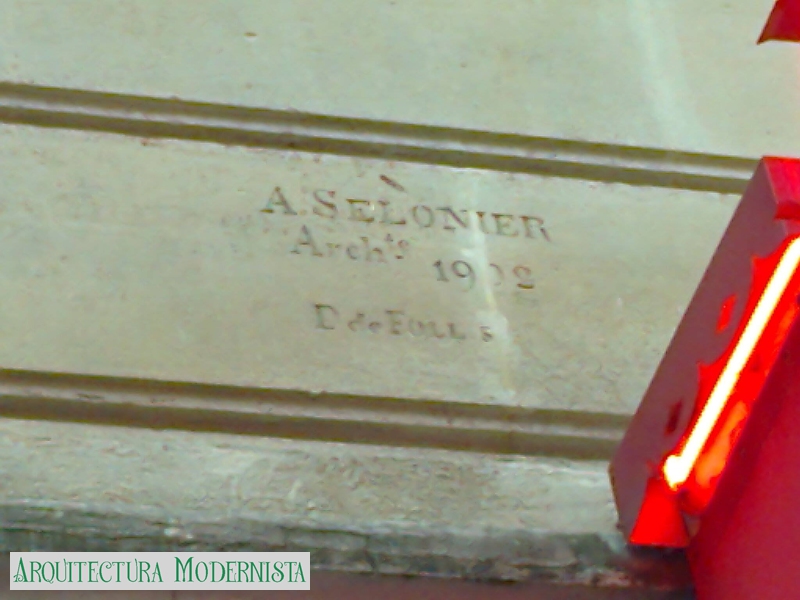 A. SELONIER
Archte
1902
D de FOLL
ARQUITECTURA MODERNISTA